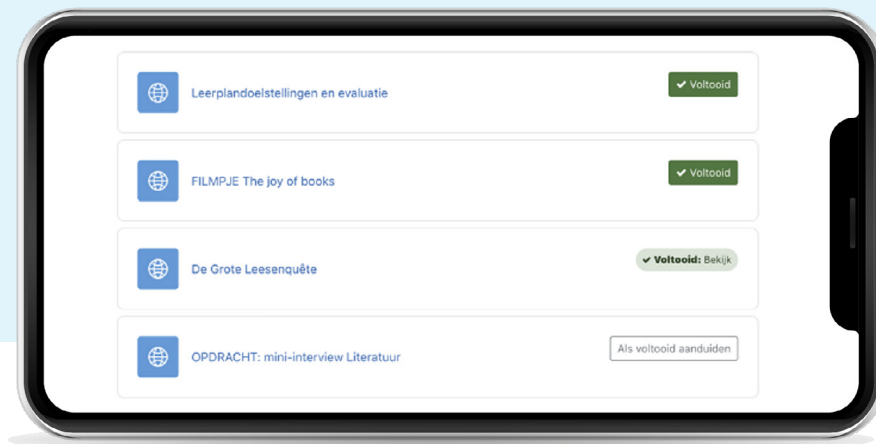 Leerplandoelstellingen en evaluatie
✔ Voltooid
FILMPJE The joy of books
✔ Voltooid
De Grote Leesenquête
✔ Voltooid: Bekijk
OPDRACHT: mini-interview Literatuur
Als voltooid aanduiden